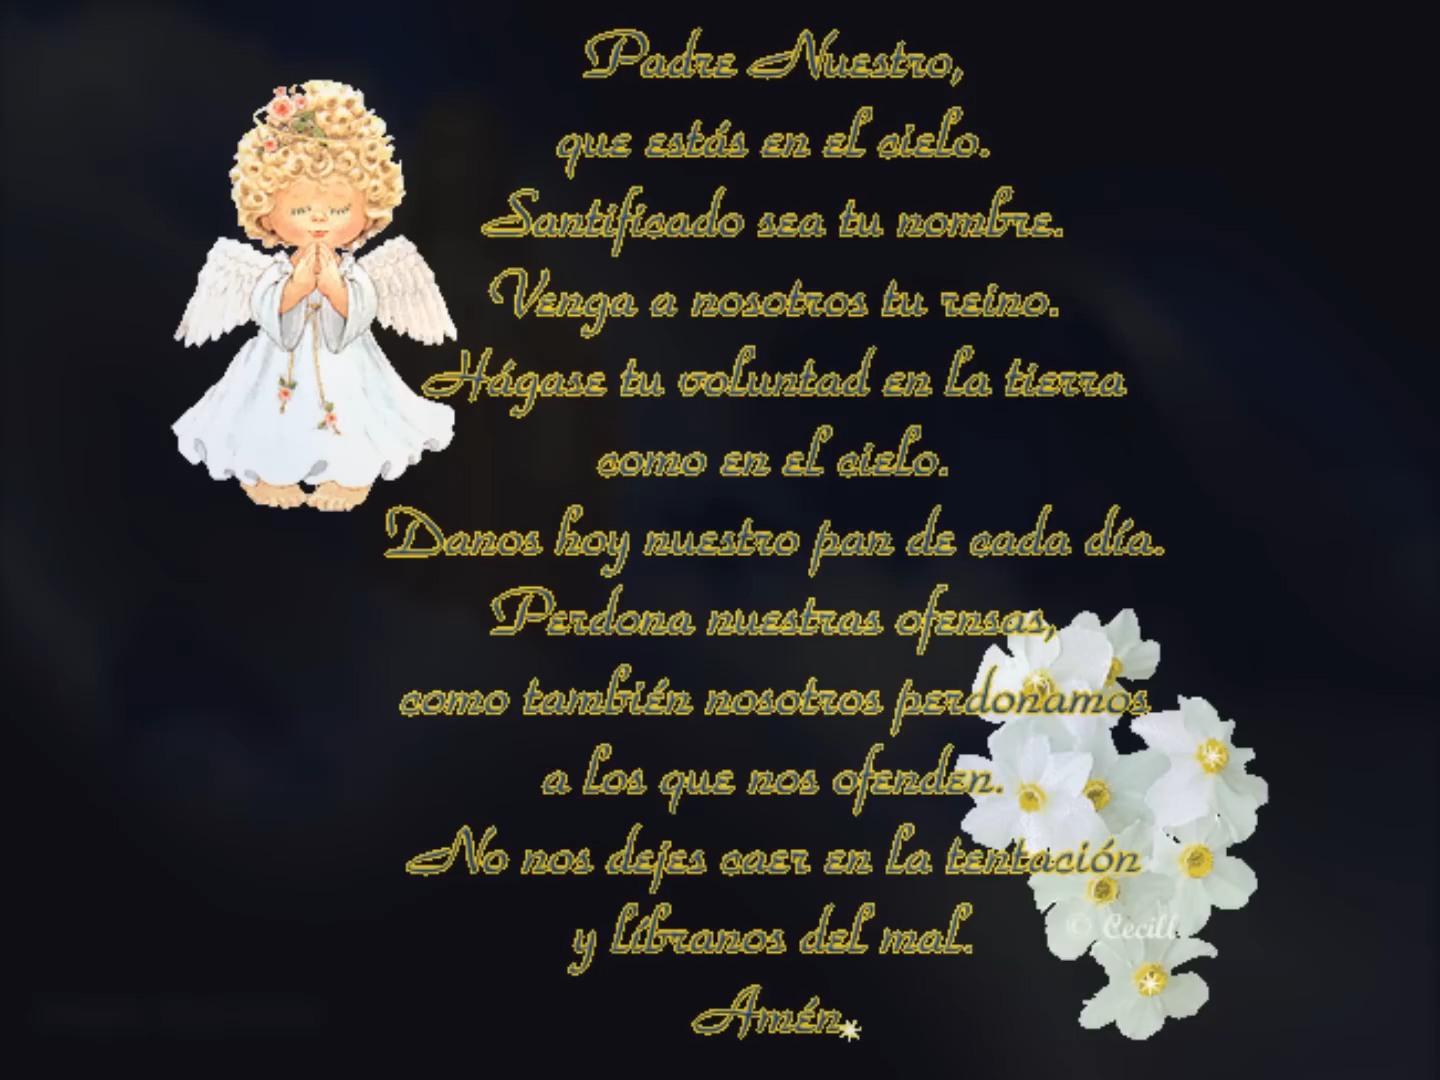 Padre Nuestro,
que estás en el cielo.
Santificado sea tu nombre.
Venga a nosotros tu reino.
Hágase tu voluntad en la tierra
como en el cielo.
Danos hoy nuestro pan de cada día.
Perdona nuestras ofensas,
como también nosotros perdonamos
a los que nos ofenden.
No nos dejes caer en la tentación
y líbranos del mal.
Amén.
© Cecill